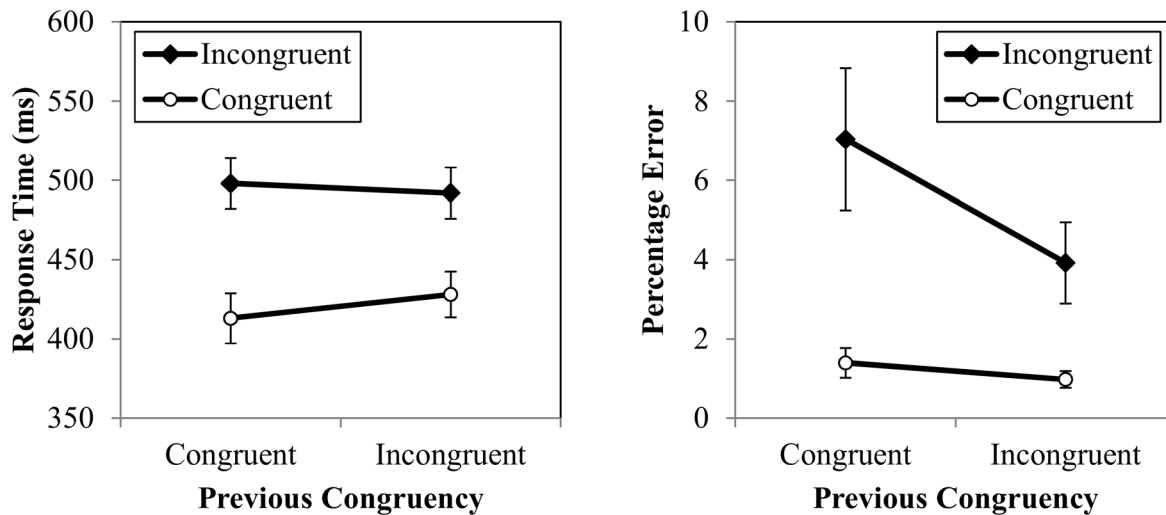 Response Time (ms)
600
550
500
450
400
350
Incongruent
Congruent
Congruent
Incongruent
Previous Congruency
Percentage Error
10
8
6
4
2
0
Incongruent
Congruent
Congruent
Incongruent
Previous Congruency